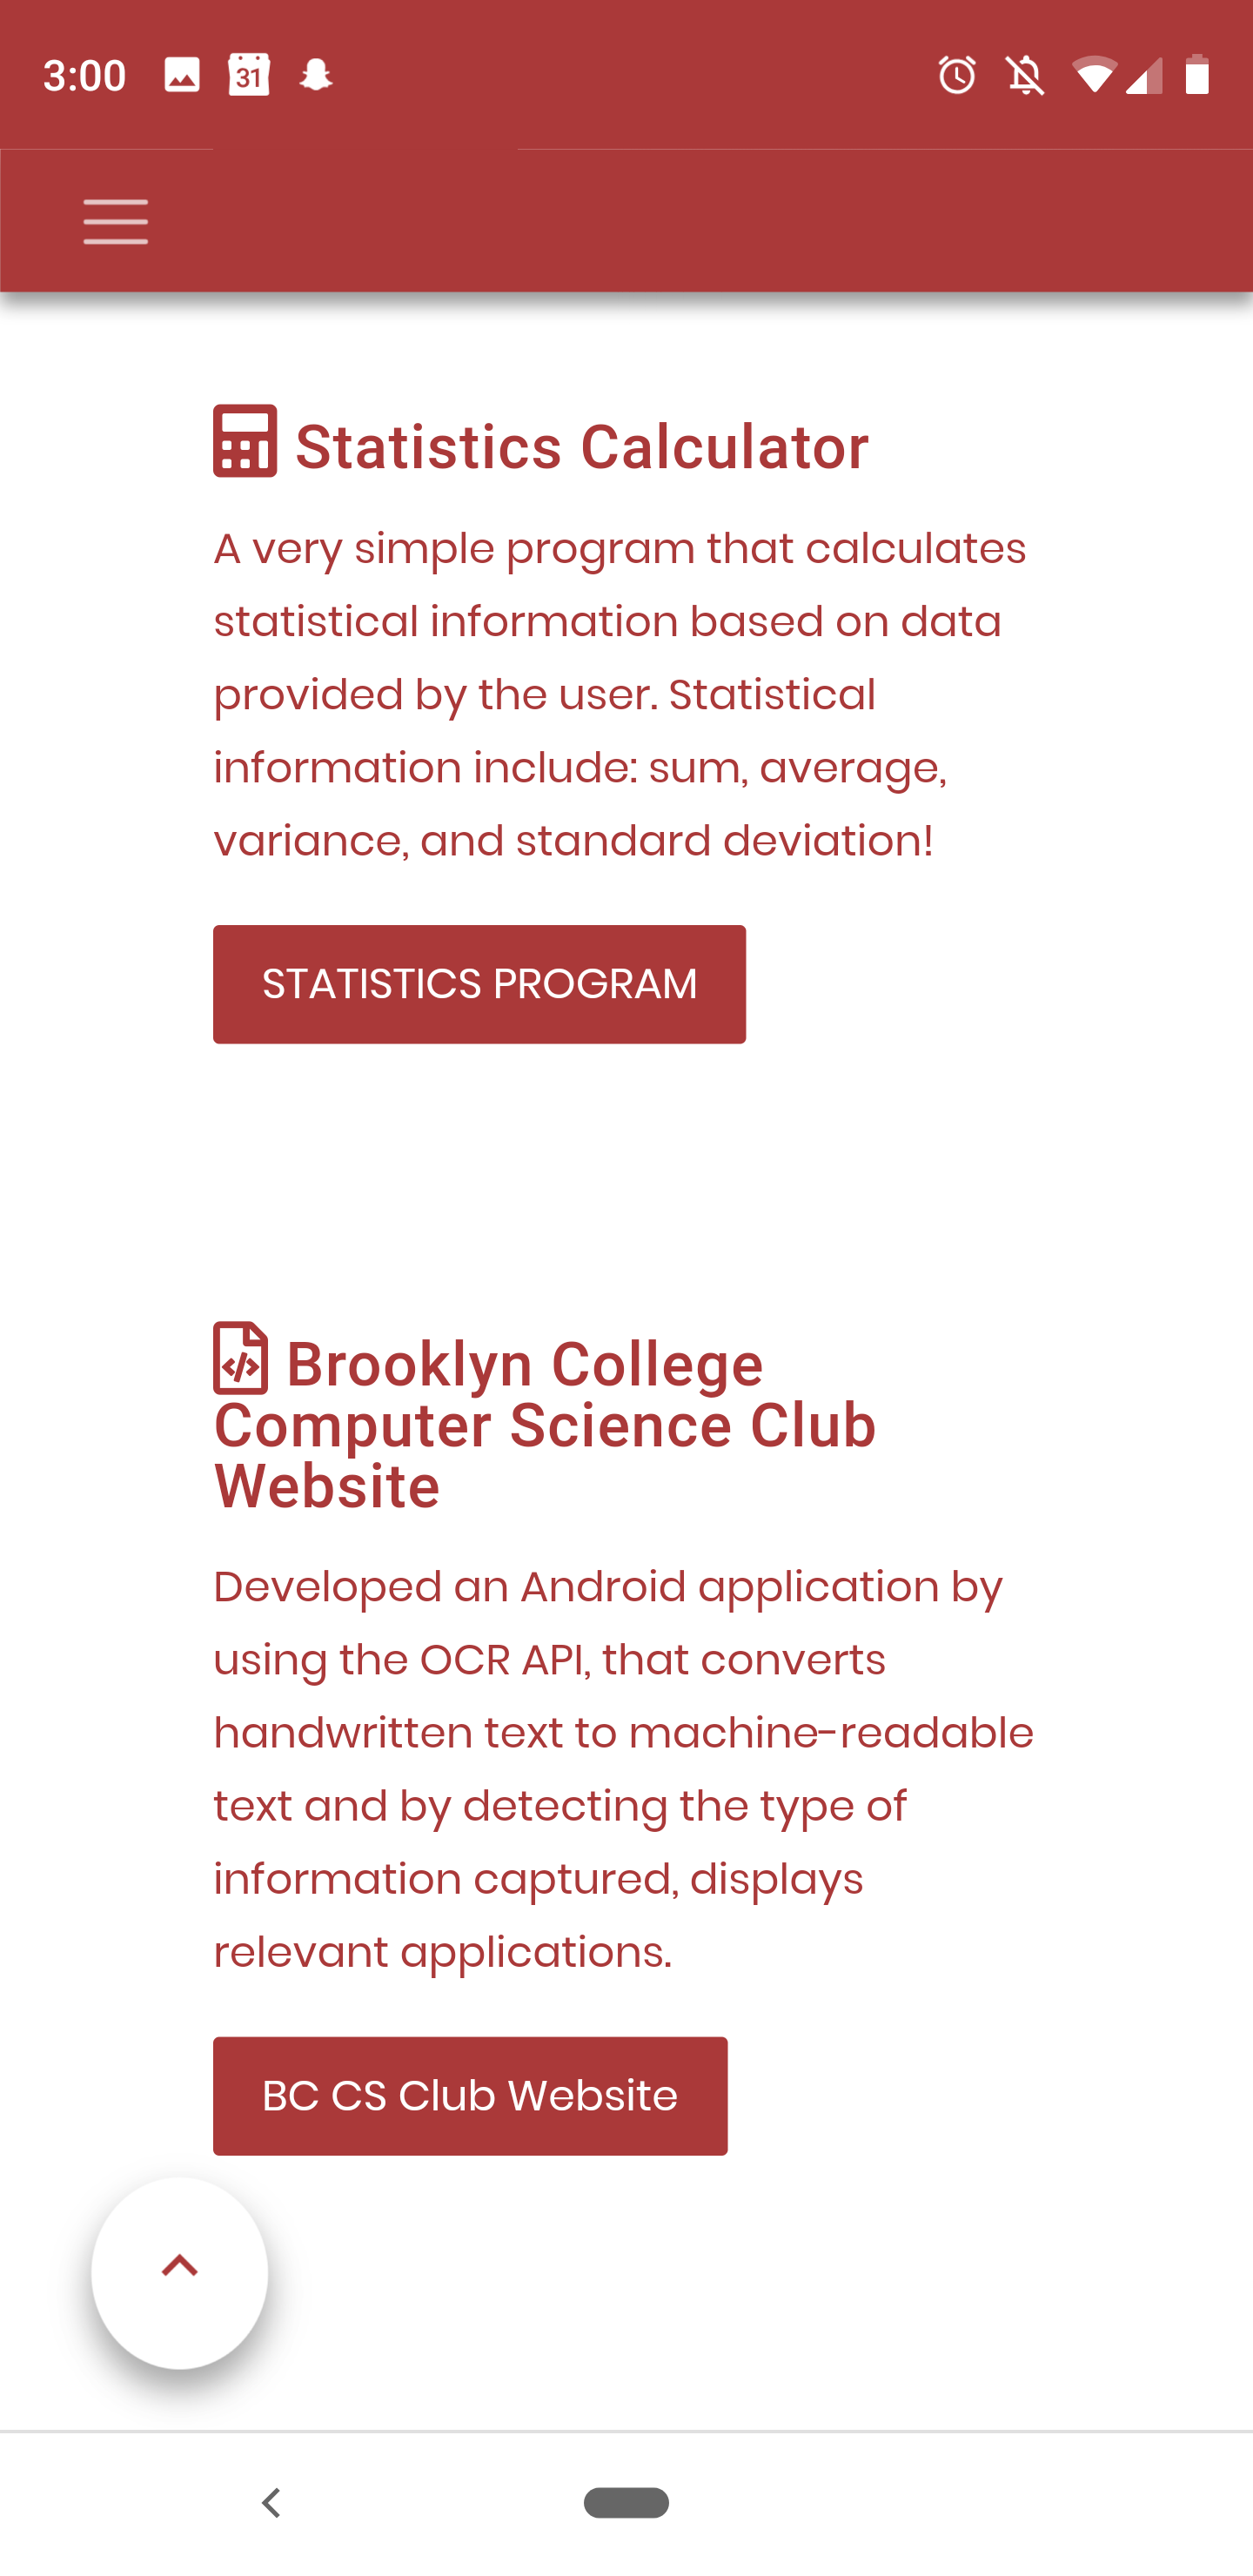 3:00
31
Statistics Calculator
A very simple program that calculates
statistical information based on data
provided by the user. Statistical
information include: sum, average,
variance, and standard deviation!
STATISTICS PROGRAM
Brooklyn College
Computer Science Club
Website
Developed an Android application by
using the OCR API, that converts
handwritten text to machine-readable
text and by detecting the type of
information captured, displays
relevant applications.
BC CS Club Website